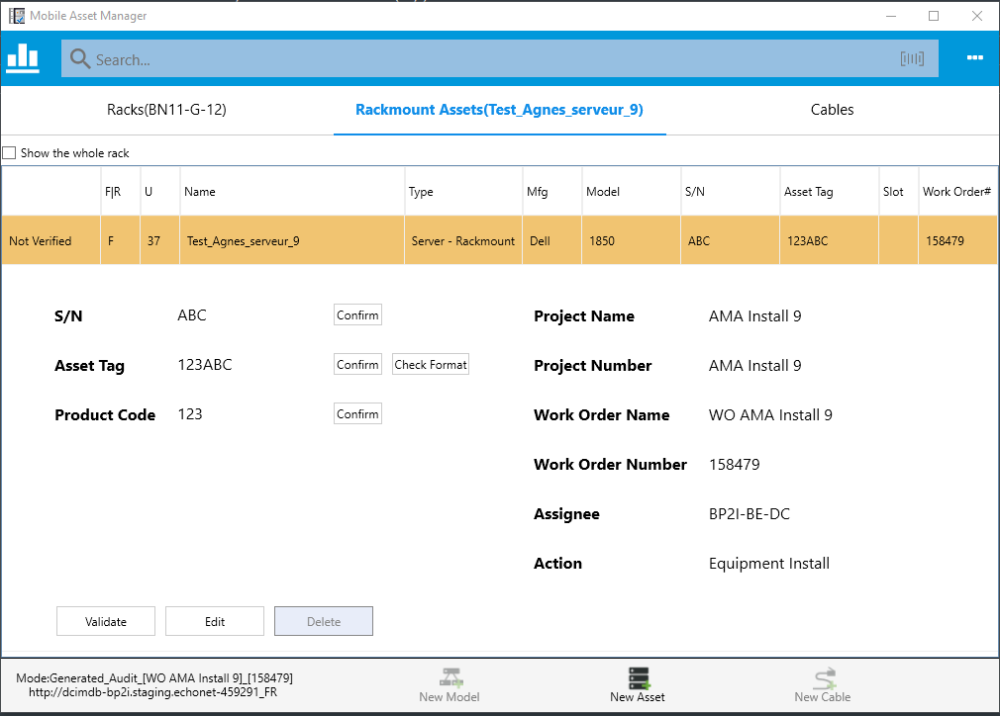 Mobile Asset Manager
Search...
Racks(BN11-G-12) Rackmount Assets(Test_Agnes_serveur_9) Cables
Show the whole rack
F|R U Name Type Mfg Model S/N Asset Tag Slot Work Order#
Not Verified F 37 Test_Agnes_serveur_9 Server - Rackmount Dell 1850 ABC 123ABC 158479
S/N ABC Confirm Project Name AMA Install 9
Asset Tag 123ABC Confirm Check Format Project Number AMA Install 9
Product Code 123 Confirm Work Order Name WO AMA Install 9
Work Order Number 158479
Assignee BP2I-BE-DC
Action Equipment Install
Validate Edit Delete
Mode:Generated_Audit_[WO AMA Install 9]_[158479]
http://dcimdb-bp2i.staging.echonet-459291_FR
New Model New Asset New Cable